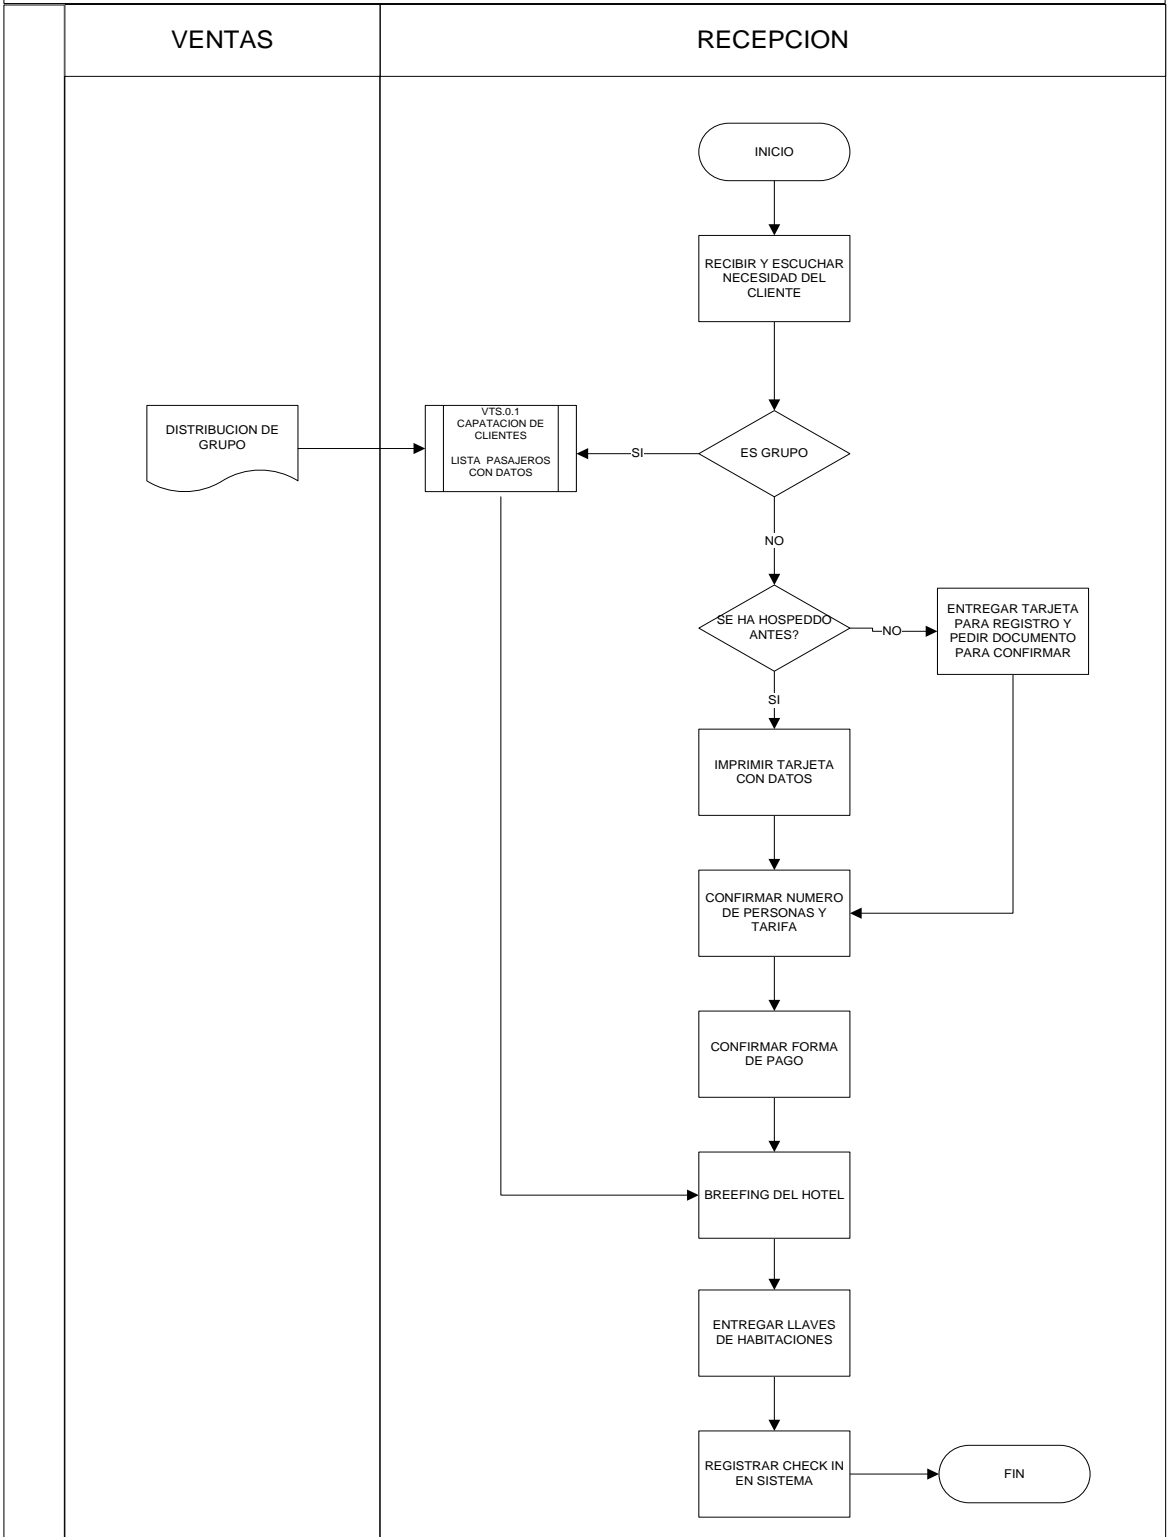 VENTAS
RECEPCION
INICIO
RECIBIR Y ESCUCHAR
NECESIDAD DEL
CLIENTE
DISTRIBUCION DE
GRUPO
VTS.0.1
CAPATACION DE
CLIENTES
LISTA PASAJEROS
CON DATOS
SI
ES GRUPO
NO
SE HA HOSPEDDO
ANTES?
NO
ENTREGAR TARJETA
PARA REGISTRO Y
PEDIR DOCUMENTO
PARA CONFIRMAR
SI
IMPRIMIR TARJETA
CON DATOS
CONFIRMAR NUMERO
DE PERSONAS Y
TARIFA
CONFIRMAR FORMA
DE PAGO
BREEFING DEL HOTEL
ENTREGAR LLAVES
DE HABITACIONES
REGISTRAR CHECK IN
EN SISTEMA
FIN